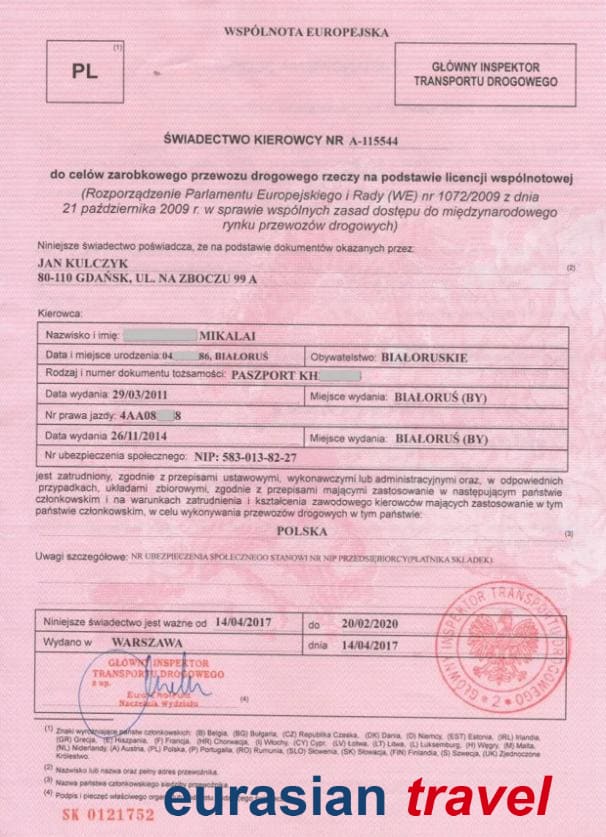 WSPÓLNOTA EUROPEJSKA
PL
(1)
GŁÓWNY INSPEKTOR
TRANSPORTU DROGOWEGO
ŚWIADECTWO KIEROWCY NR A-115544
do celów zarobkowego przewozu drogowego rzeczy na podstawie licencji wspólnotowej
(Rozporządzenie Parlamentu Europejskiego i Rady (WE) nr 1072/2009 z dnia
21 października 2009 r. w sprawie wspólnych zasad dostępu do międzynarodowego
rynku przewozów drogowych)
Niniejsze świadectwo poświadcza, że na podstawie dokumentów okazanych przez:
JAN KULCZYK
(2)
80-110 GDAŃSK, UL. NA ZBOCZU 99 A
Kierowca:
Nazwisko i imię: MIKALAI
Data i miejsce urodzenia:04 86, BIAŁORUŚ
Obywatelstwo: BIAŁORUSKIE
Rodzaj i numer dokumentu tożsamości: PASZPORT KH
Data wydania: 29/03/2011
Miejsce wydania: BIAŁORUŚ (BY)
Nr prawa jazdy: 4AA08 8
Data wydania 26/11/2014
Miejsce wydania: BIAŁORUŚ (BY)
Nr ubezpieczenia społecznego: NIP: 583-013-82-27
jest zatrudniany, zgodnie z przepisami ustawowymi, wykonawczymi lub administracyjnymi oraz, w odpowiednich
przypadkach, układami zbiorowymi, zgodnie z przepisami mającymi zastosowanie w następującym państwie
członkowskim i na warunkach zatrudnienia i kształcenia zawodowego kierowców mających zastosowanie w tym
państwie członkowskim, w celu wykonywania przewozów drogowych w tym państwie:
POLSKA
(3)
Uwagi szczególowe: NR UBEZPIECZENIA SPOŁECZNEGO STANOWI NR NIP PRZEDSIĘBIORCY(PŁATNIKA SKŁADEK)
Niniejsze świadectwo jest ważne od 14/04/2017
do 20/02/2020
Wydano w WARSZAWA
dnia 14/04/2017
GŁÓWNY INSPEKTOR
TRANSPORTU DROGOWEGO
z up.
Naczelnik Wydziału
(4)
GŁÓWNY INSPEKTOR TRANSPORTU DROGOWEGO * 2 *
(1) Znaki wyróżniające państw członkowskich: (B) Belgia, (BG) Bułgaria, (CZ) Republika Czeska, (DK) Dania, (D) Niemcy, (EST) Estonia, (IRL) Irlandia,
(GR) Grecja, (E) Hiszpania, (F) Francja, (HR) Chorwacja, (I) Włochy, (CY) Cypr, (LV) Łotwa, (LT) Litwa, (L) Luksemburg, (H) Węgry, (M) Malta,
(NL) Niderlandy, (A) Austria, (PL) Polska, (P) Portugalia, (RO) Rumunia, (SLO) Słowenia, (SK) Słowacja, (FIN) Finlandia, (S) Szwecja, (UK) Zjednoczone
Królestwo.
(2) Nazwisko lub nazwa oraz pełny adres przewoźnika.
(3) Nazwa państwa członkowskiego siedziby przewoźnika
(4) Podpis i pieczęć właściwego
SK 0121752
eurasian travel